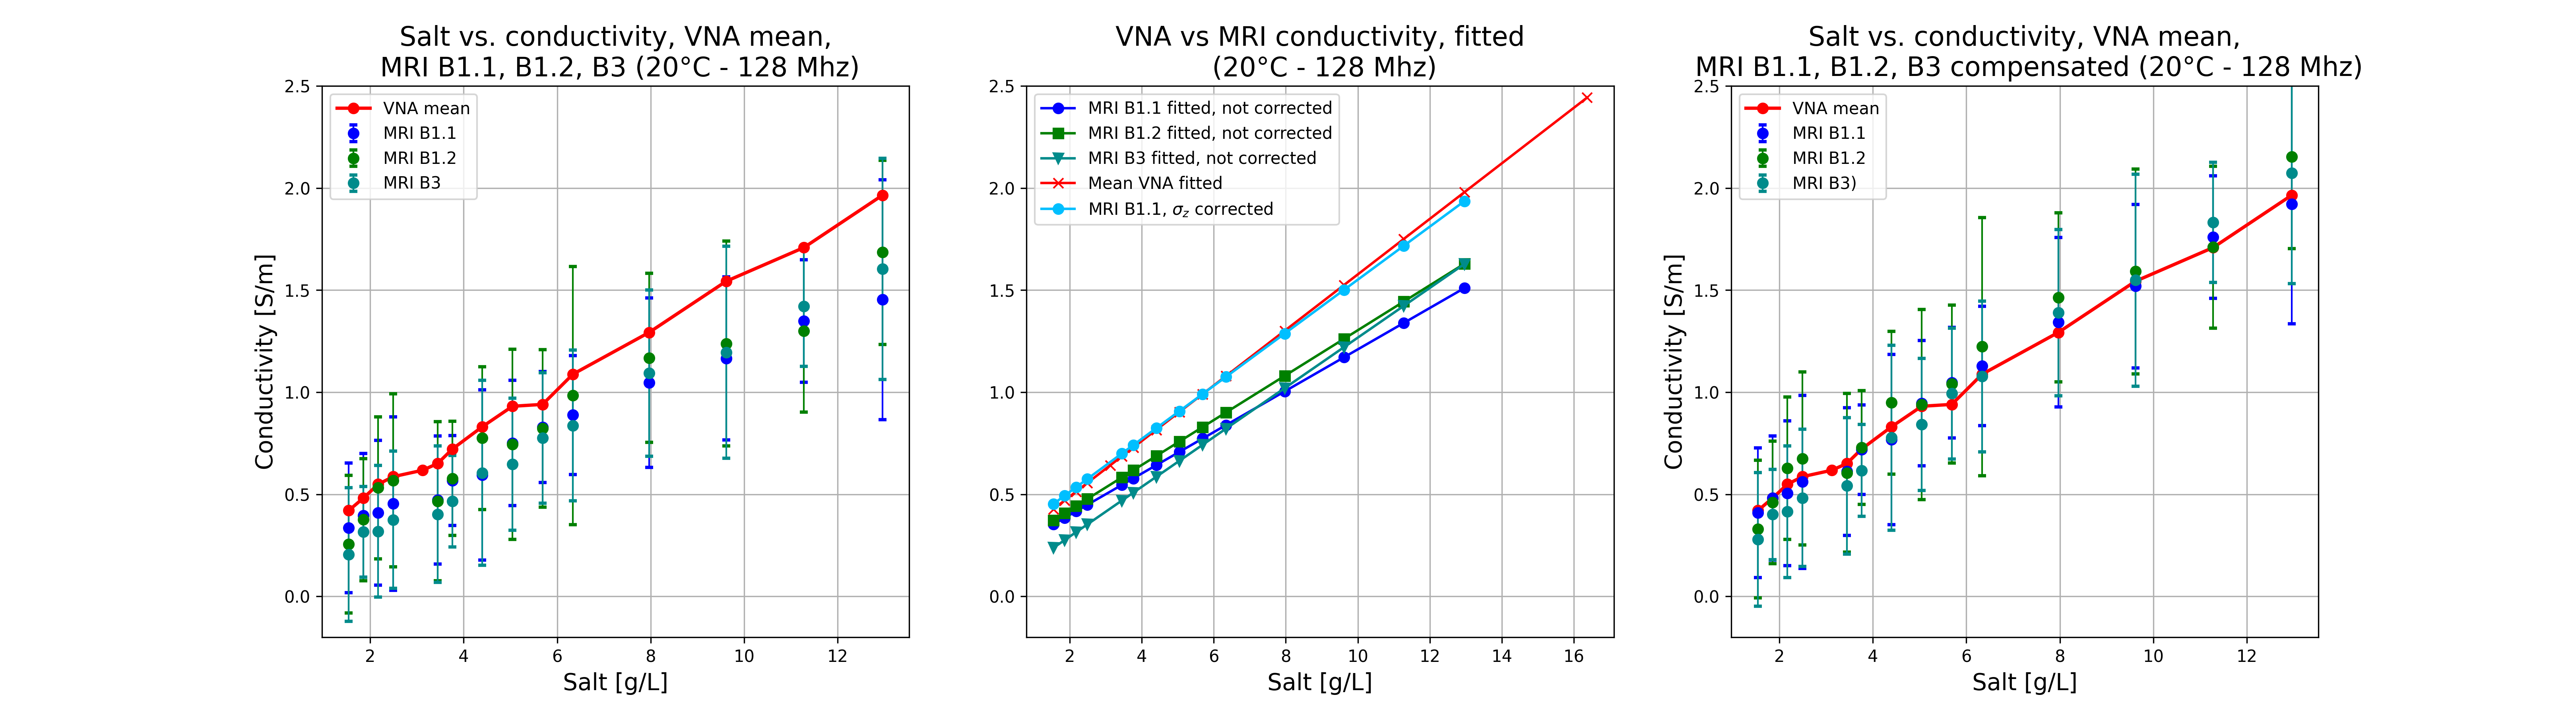 Salt vs. conductivity, VNA mean,
MRI B1.1, B1.2, B3 (20°C - 128 Mhz)
2.5
2.0
1.5
1.0
0.5
0.0
Conductivity [S/m]
VNA mean
MRI B1.1
MRI B1.2
MRI B3
2 4 6 8 10 12
Salt [g/L]
VNA vs MRI conductivity, fitted
(20°C - 128 Mhz)
2.5
2.0
1.5
1.0
0.5
0.0
MRI B1.1 fitted, not corrected
MRI B1.2 fitted, not corrected
MRI B3 fitted, not corrected
Mean VNA fitted
MRI B1.1, σz corrected
2 4 6 8 10 12 14 16
Salt [g/L]
Salt vs. conductivity, VNA mean,
MRI B1.1, B1.2, B3 compensated (20°C - 128 Mhz)
2.5
2.0
1.5
1.0
0.5
0.0
Conductivity [S/m]
VNA mean
MRI B1.1
MRI B1.2
MRI B3)
2 4 6 8 10 12
Salt [g/L]